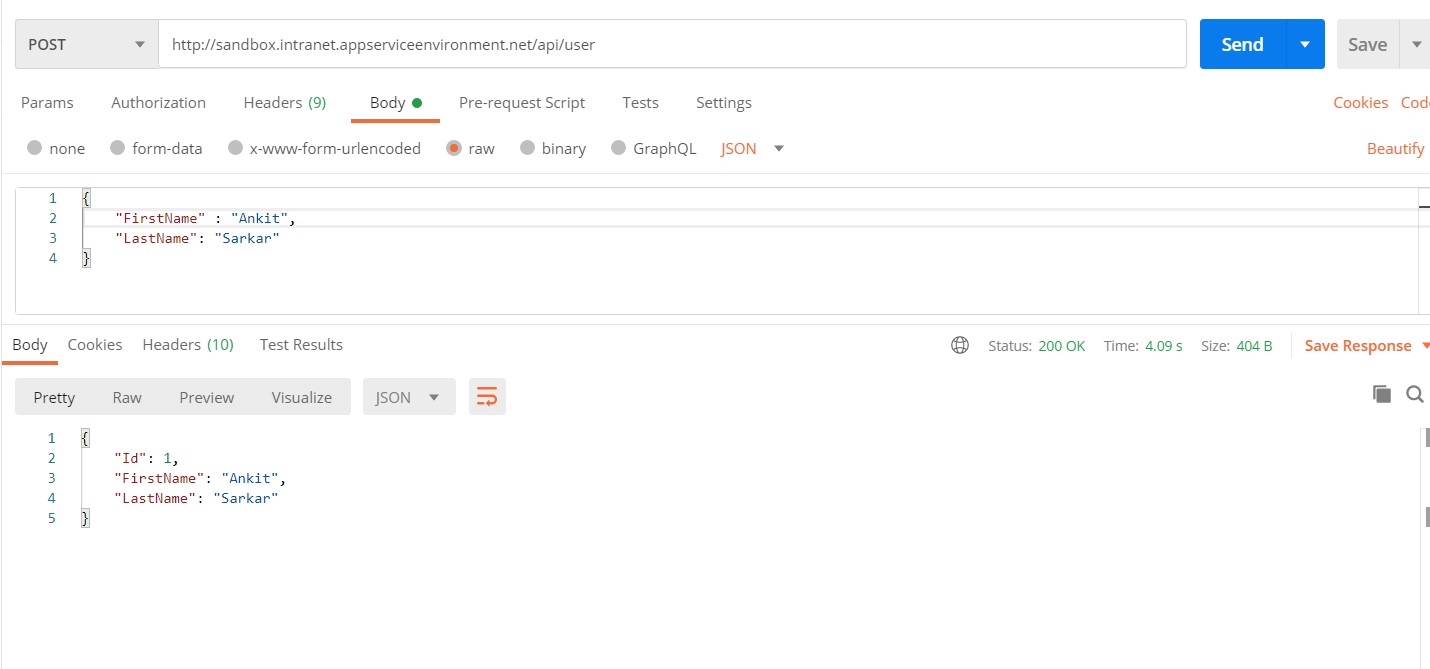 POST http://sandbox.intranet.appserviceenvironment.net/api/user Send Save
Params Authorization Headers (9) Body Pre-request Script Tests Settings Cookies Cod
none form-data x-www-form-urlencoded raw binary GraphQL JSON Beautify
1 {
2 "FirstName" : "Ankit",
3 "LastName": "Sarkar"
4 }
Body Cookies Headers (10) Test Results Status: 200 OK Time: 4.09 s Size: 404 B Save Response
Pretty Raw Preview Visualize JSON
1 {
2 "Id": 1,
3 "FirstName": "Ankit",
4 "LastName": "Sarkar"
5 }